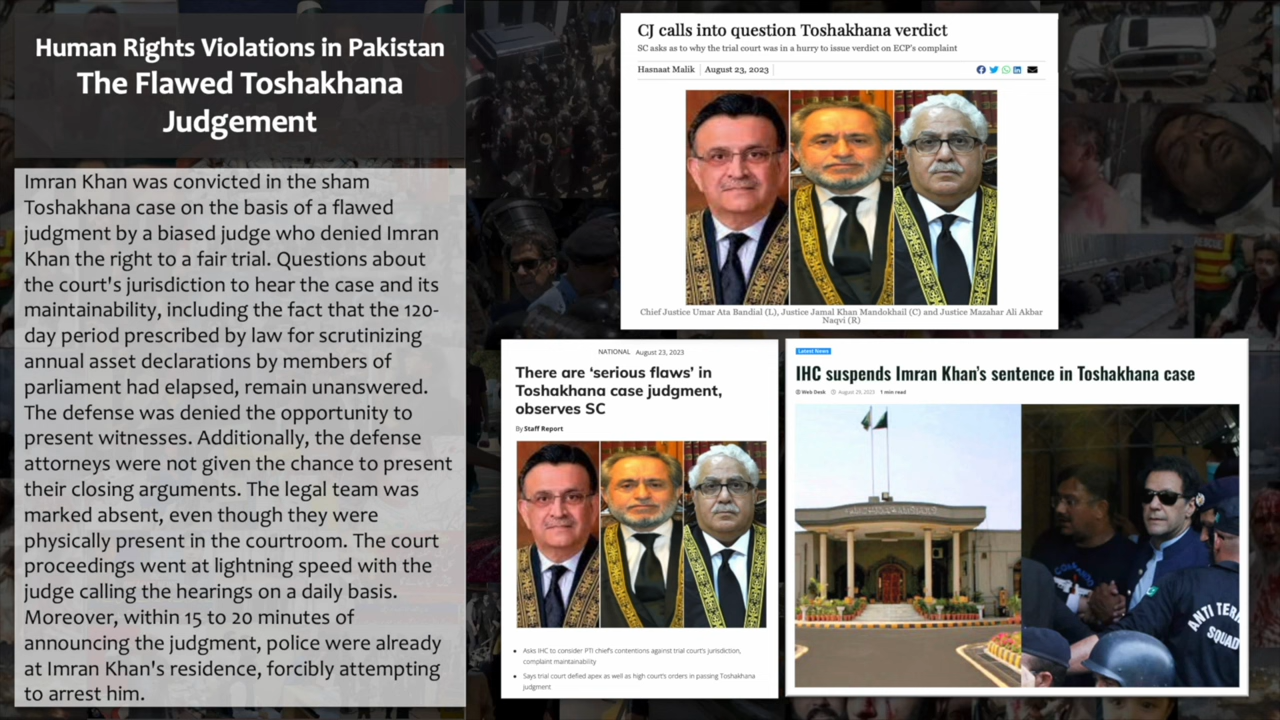 Human Rights Violations in Pakistan
The Flawed Toshakhana
Judgement
Imran Khan was convicted in the sham
Toshakhana case on the basis of a flawed
judgment by a biased judge who denied Imran
Khan the right to a fair trial. Questions about
the court's jurisdiction to hear the case and its
maintainability, including the fact that the 120-
day period prescribed by law for scrutinizing
annual asset declarations by members of
parliament had elapsed, remain unanswered.
The defense was denied the opportunity to
present witnesses. Additionally, the defense
attorneys were not given the chance to present
their closing arguments. The legal team was
marked absent, even though they were
physically present in the courtroom. The court
proceedings went at lightning speed with the
judge calling the hearings on a daily basis.
Moreover, within 15 to 20 minutes of
announcing the judgment, police were already
at Imran Khan's residence, forcibly attempting
to arrest him.
CJ calls into question Toshakhana verdict
SC asks as to why the trial court was in a hurry to issue verdict on ECP's complaint
Hasnaat Malik August 23, 2023
Chief Justice Umar Ata Bandial (L), Justice Jamal Khan Mandokhail (C) and Justice Mazahar Ali Akbar
Naqvi (R)
NATIONAL August 23, 2023
There are 'serious flaws' in
Toshakhana case judgment,
observes SC
By Staff Report
Asks IHC to consider PTI chief's contentions against trial court's jurisdiction,
complaint maintainability
Says trial court defied apex as well as high court's orders in passing Toshakhana
judgment
Latest News
IHC suspends Imran Khan's sentence in Toshakhana case
Web Desk August 29, 2023 1 min read
ANTI TERR
SQUAD